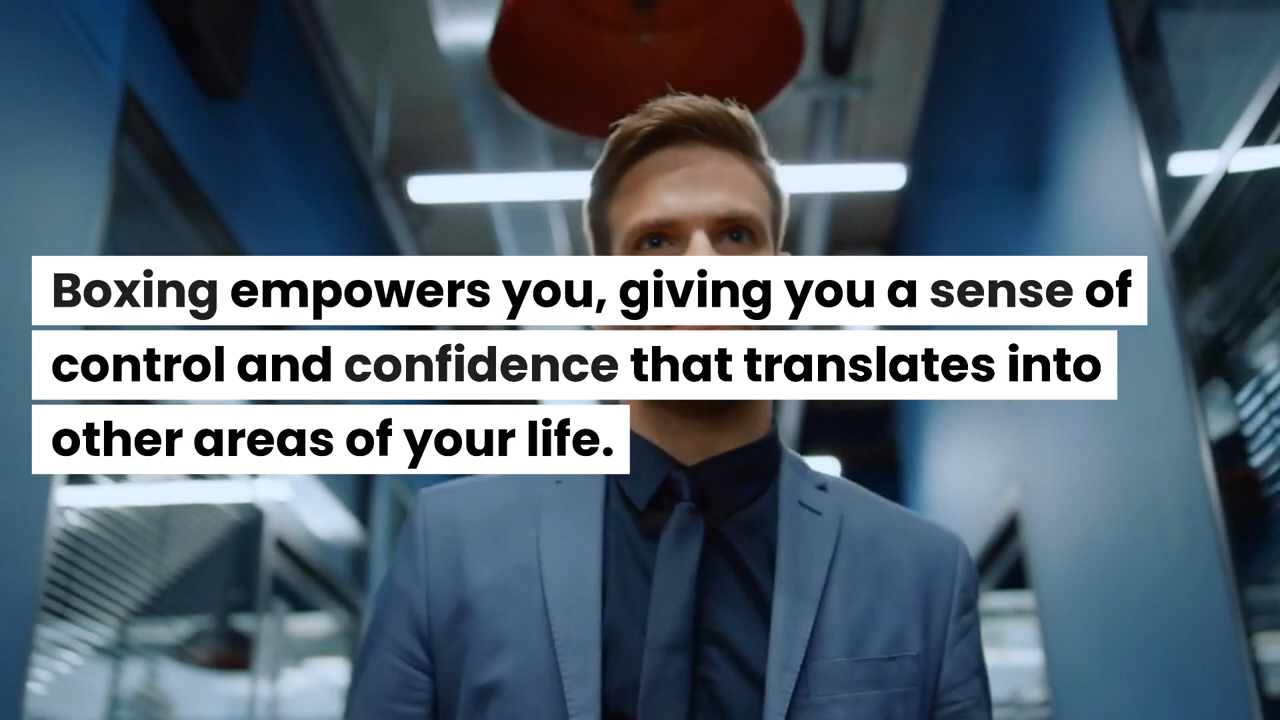 Boxing empowers you, giving you a sense of
control and confidence that translates into
other areas of your life.